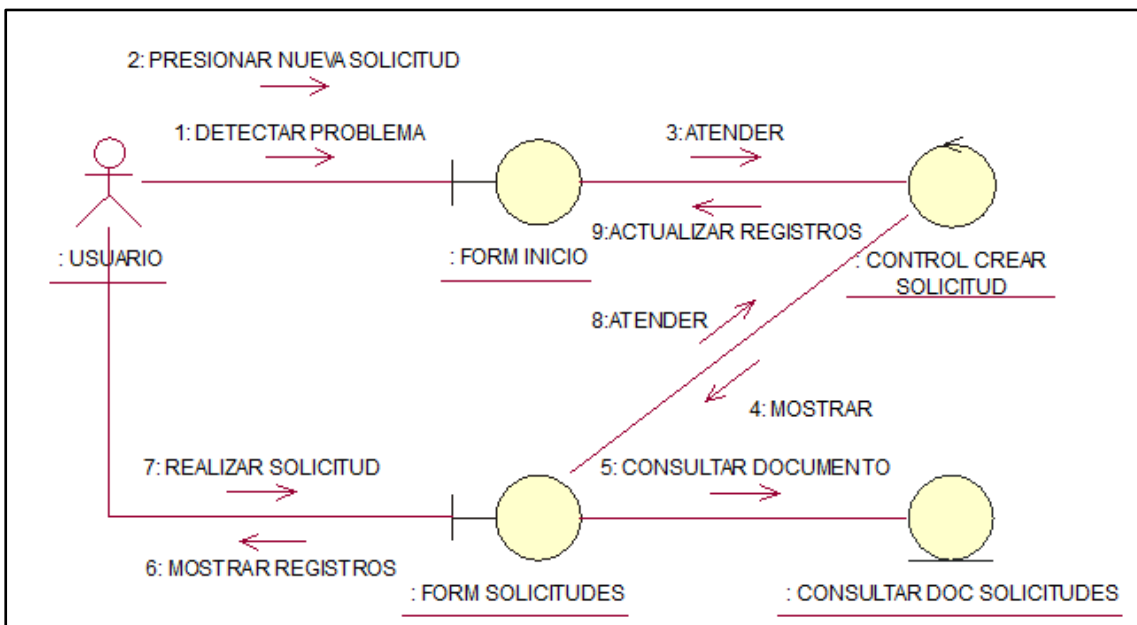 2: PRESIONAR NUEVA SOLICITUD
1: DETECTAR PROBLEMA
3: ATENDER
9:ACTUALIZAR REGISTROS
: USUARIO
: FORM INICIO
: CONTROL CREAR
SOLICITUD
8:ATENDER
4: MOSTRAR
7: REALIZAR SOLICITUD
5: CONSULTAR DOCUMENTO
6: MOSTRAR REGISTROS
: FORM SOLICITUDES
: CONSULTAR DOC SOLICITUDES